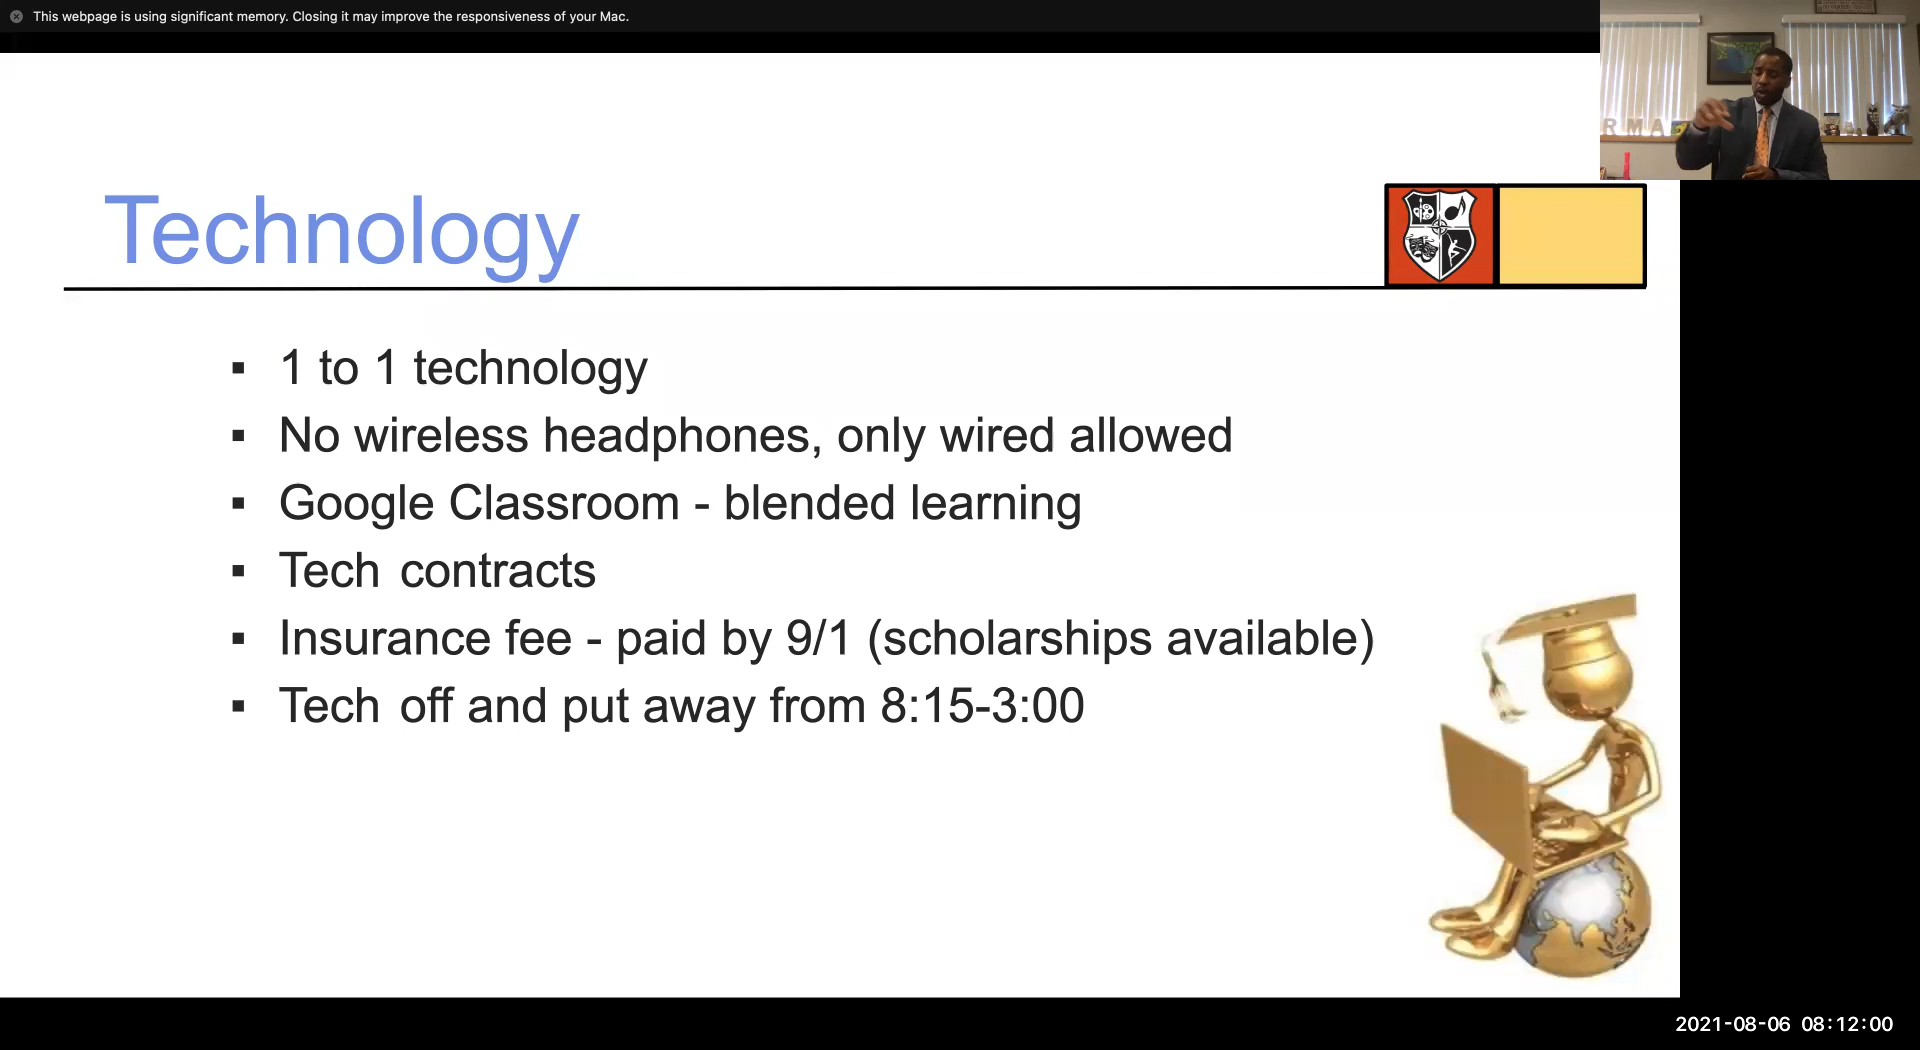 This webpage is using significant memory. Closing it may improve the responsiveness of your Mac.
RMA
Technology
▪ 1 to 1 technology
▪ No wireless headphones, only wired allowed
▪ Google Classroom - blended learning
▪ Tech contracts
▪ Insurance fee - paid by 9/1 (scholarships available)
▪ Tech off and put away from 8:15-3:00
2021-08-06 08:12:00